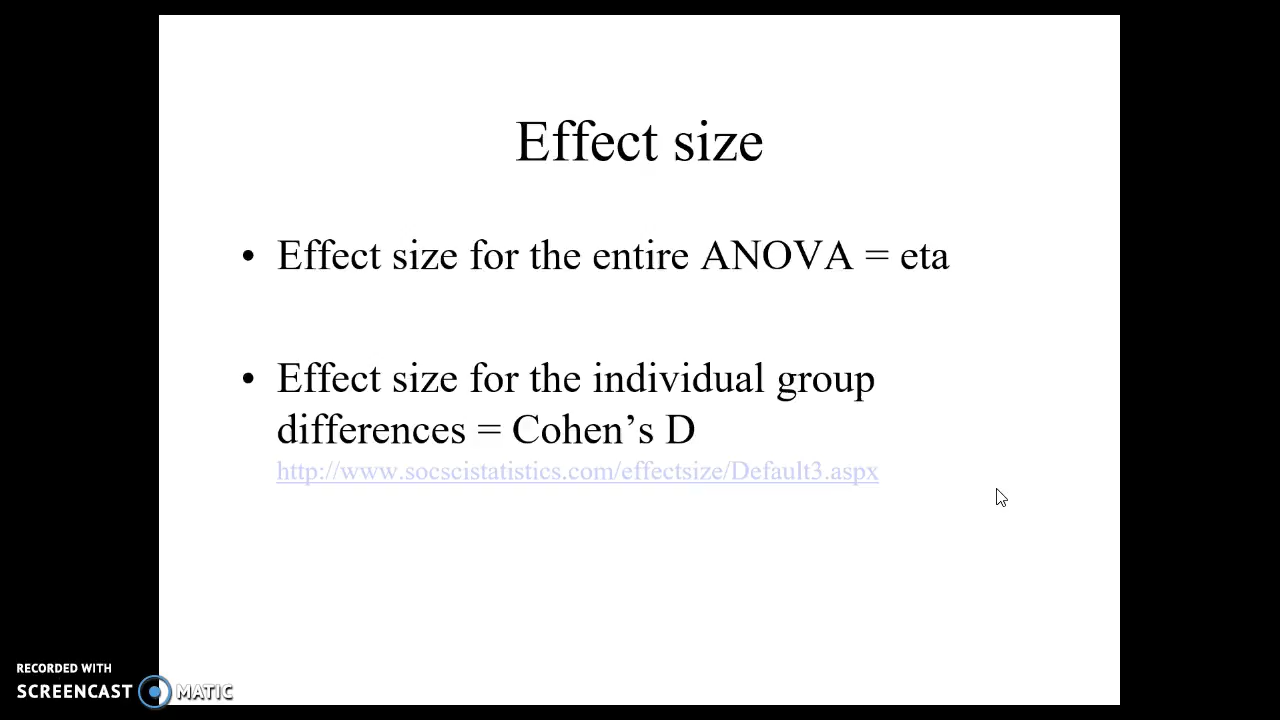 Effect size
• Effect size for the entire ANOVA = eta
• Effect size for the individual group
differences = Cohen’s D
http://www.socscistatistics.com/effectsize/Default3.aspx
RECORDED WITH
SCREENCAST MATIC